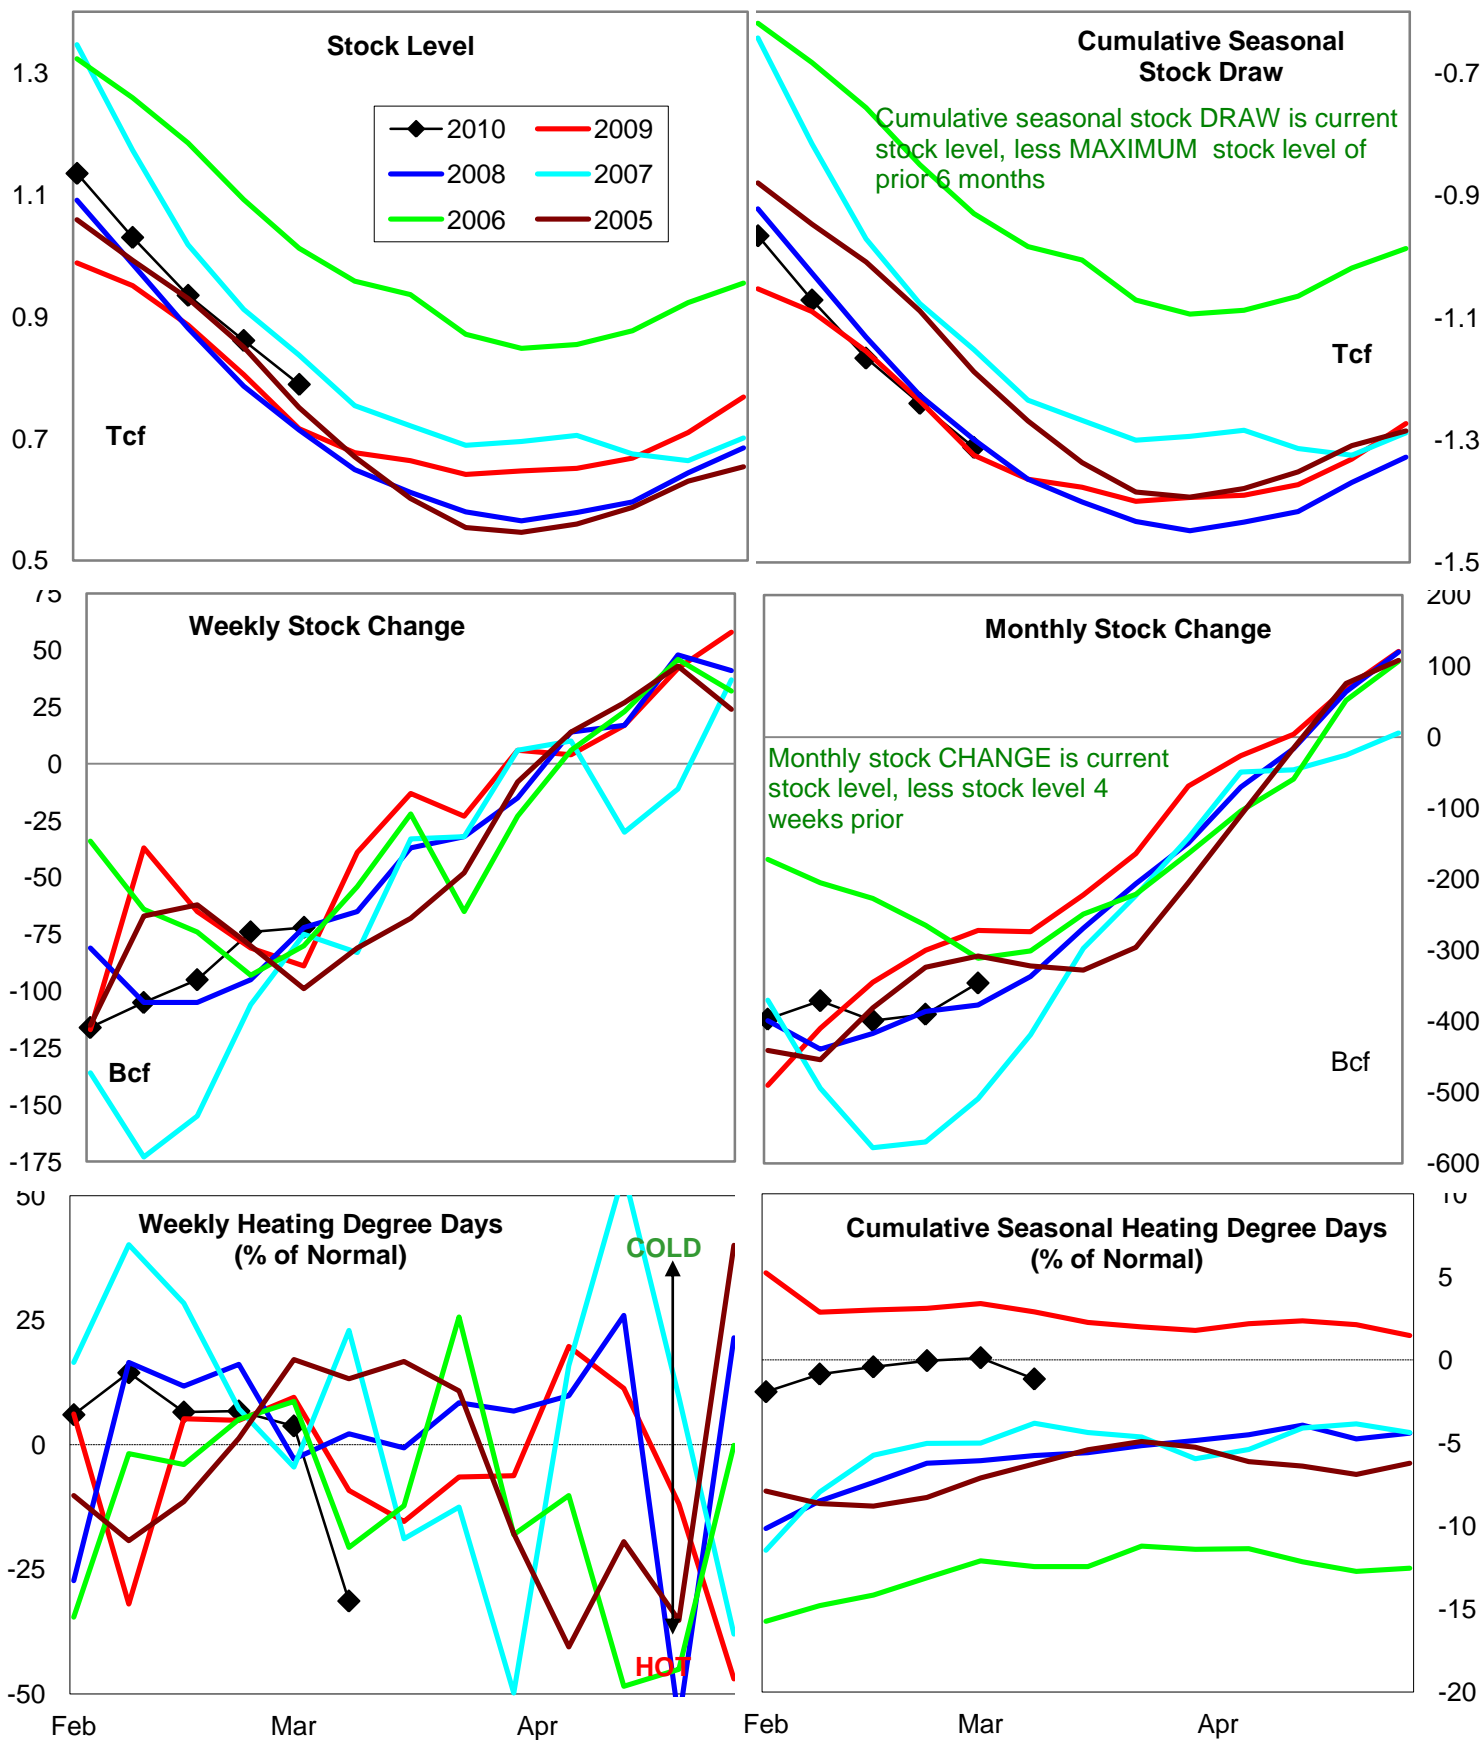 Stock Level
1.3
1.1
0.9
0.7
0.5
2010
2009
2008
2007
2006
2005
Tcf
Cumulative Seasonal
Stock Draw
Cumulative seasonal stock DRAW is current
stock level, less MAXIMUM stock level of
prior 6 months
Tcf
-0.7
-0.9
-1.1
-1.3
-1.5
Weekly Stock Change
75
50
25
0
-25
-50
-75
-100
-125
-150
-175
Bcf
Monthly Stock Change
Monthly stock CHANGE is current
stock level, less stock level 4
weeks prior
Bcf
200
100
0
-100
-200
-300
-400
-500
-600
Weekly Heating Degree Days
(% of Normal)
50
25
0
-25
-50
COLD
HOT
Feb
Mar
Apr
Cumulative Seasonal Heating Degree Days
(% of Normal)
10
5
0
-5
-10
-15
-20
Feb
Mar
Apr